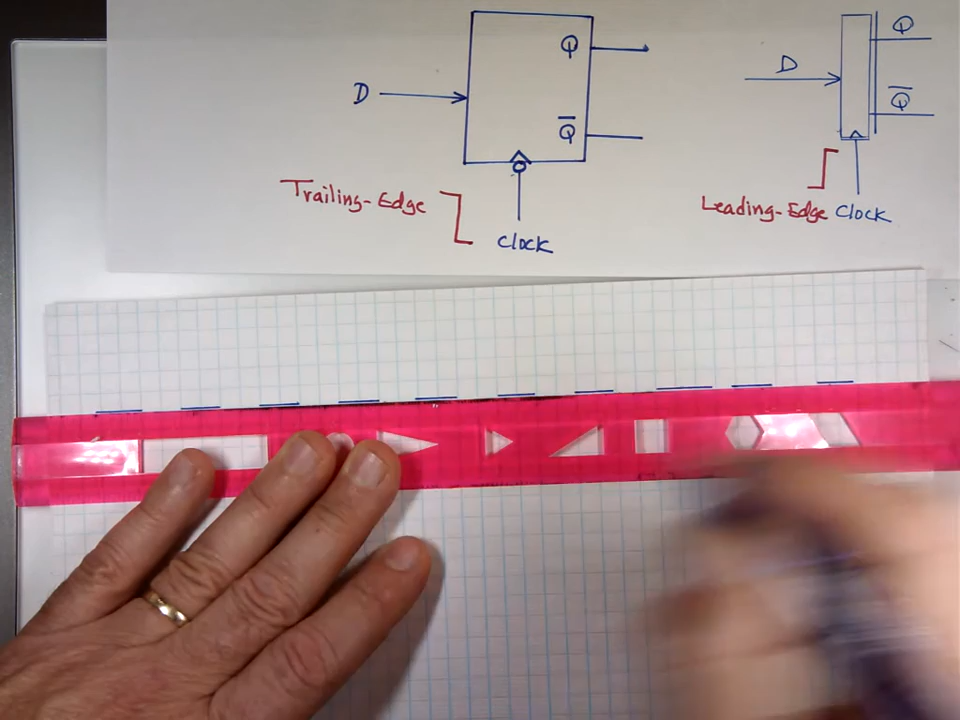 Q
Q
D
D
Q̅
Q̅
Trailing-Edge
Leading-Edge Clock
Clock